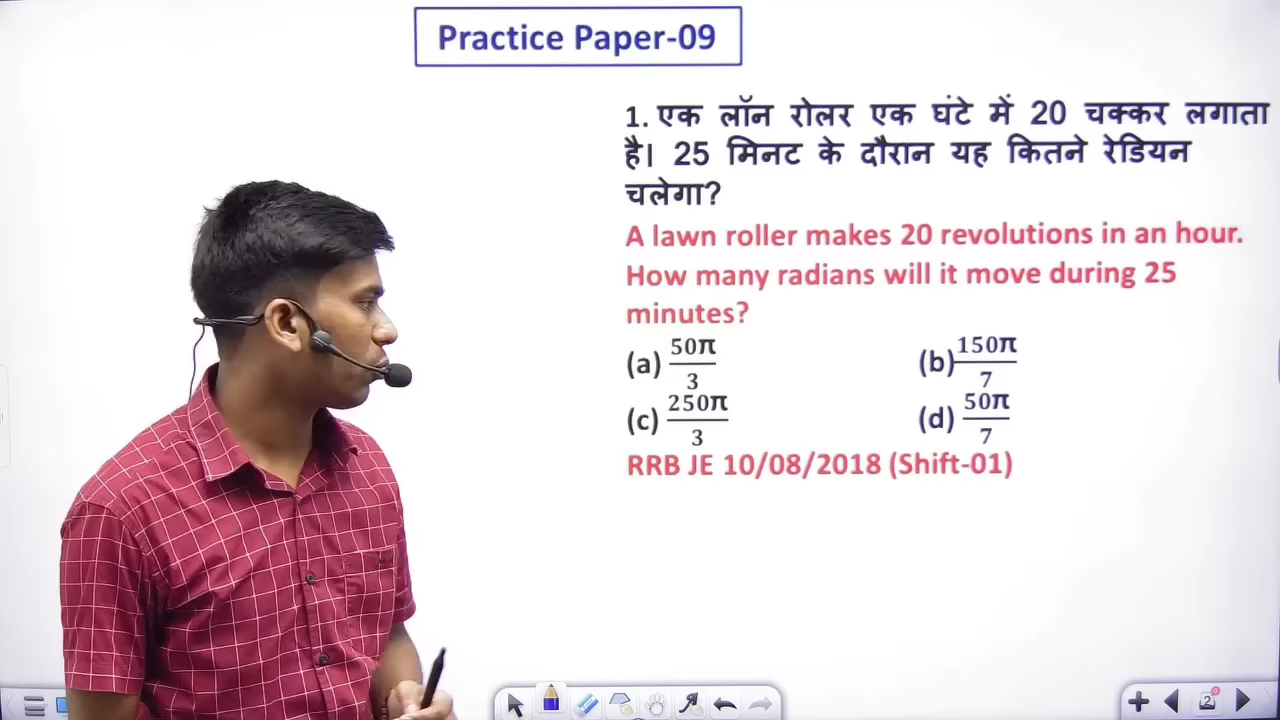 Practice Paper-09
1. एक लॉन रोलर एक घंटे में 20 चक्कर लगाता
है। 25 मिनट के दौरान यह कितने रेडियन
चलेगा?
A lawn roller makes 20 revolutions in an hour.
How many radians will it move during 25
minutes?
(a) 50π/3 (b) 150π/7
(c) 250π/3 (d) 50π/7
RRB JE 10/08/2018 (Shift-01)
2